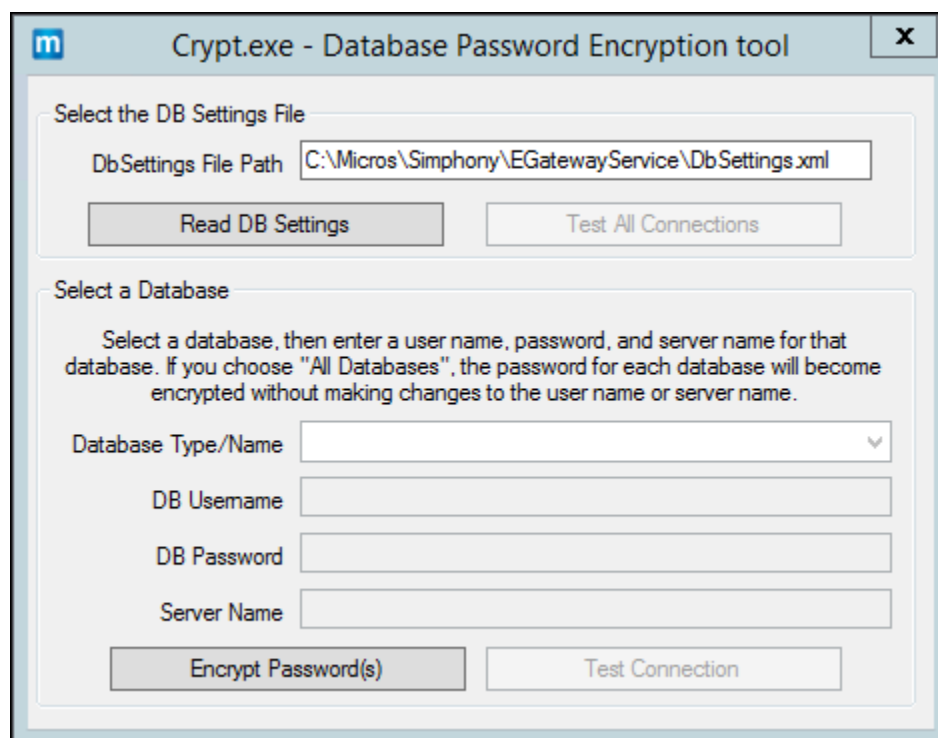 m
Crypt.exe - Database Password Encryption tool
x
Select the DB Settings File
DbSettings File Path
C:\Micros\Simphony\EGatewayService\DbSettings.xml
Read DB Settings
Test All Connections
Select a Database
Select a database, then enter a user name, password, and server name for that
database. If you choose "All Databases", the password for each database will become
encrypted without making changes to the user name or server name.
Database Type/Name
DB Username
DB Password
Server Name
Encrypt Password(s)
Test Connection